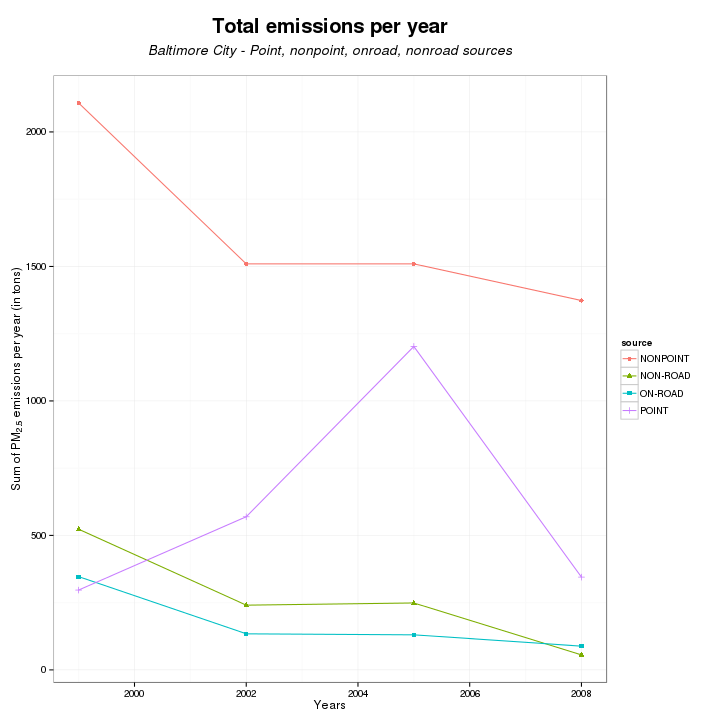 Total emissions per year
Baltimore City - Point, nonpoint, onroad, nonroad sources
Sum of PM2.5 emissions per year (in tons)
2000
1500
1000
500
0
2000 2002 2004 2006 2008
Years
source
NONPOINT
NON-ROAD
ON-ROAD
POINT